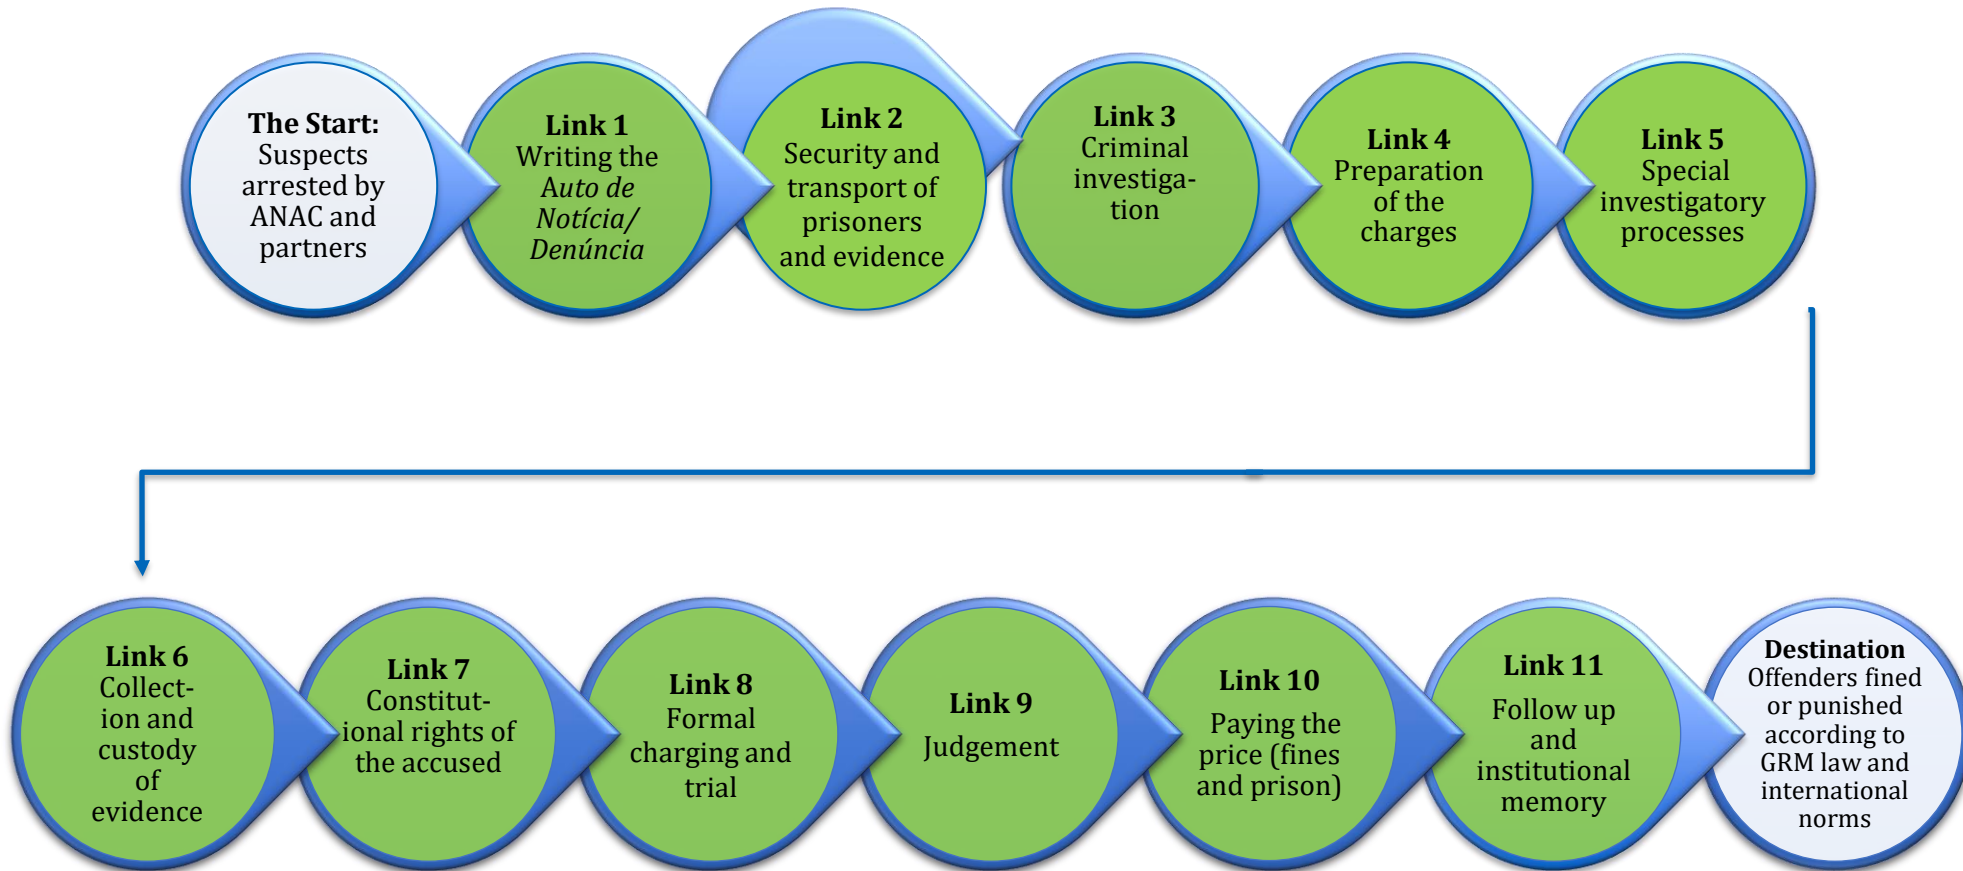 The Start:
Suspects
arrested by
ANAC and
partners
Link 1
Writing the
Auto de
Notícia/
Denúncia
Link 2
Security and
transport of
prisoners
and evidence
Link 3
Criminal
investiga-
tion
Link 4
Preparation
of the
charges
Link 5
Special
investigatory
processes
Link 6
Collect-
ion and
custody
of
evidence
Link 7
Constitut-
ional rights of
the accused
Link 8
Formal
charging and
trial
Link 9
Judgement
Link 10
Paying the
price (fines
and prison)
Link 11
Follow up
and
institutional
memory
Destination
Offenders fined
or punished
according to
GRM law and
international
norms